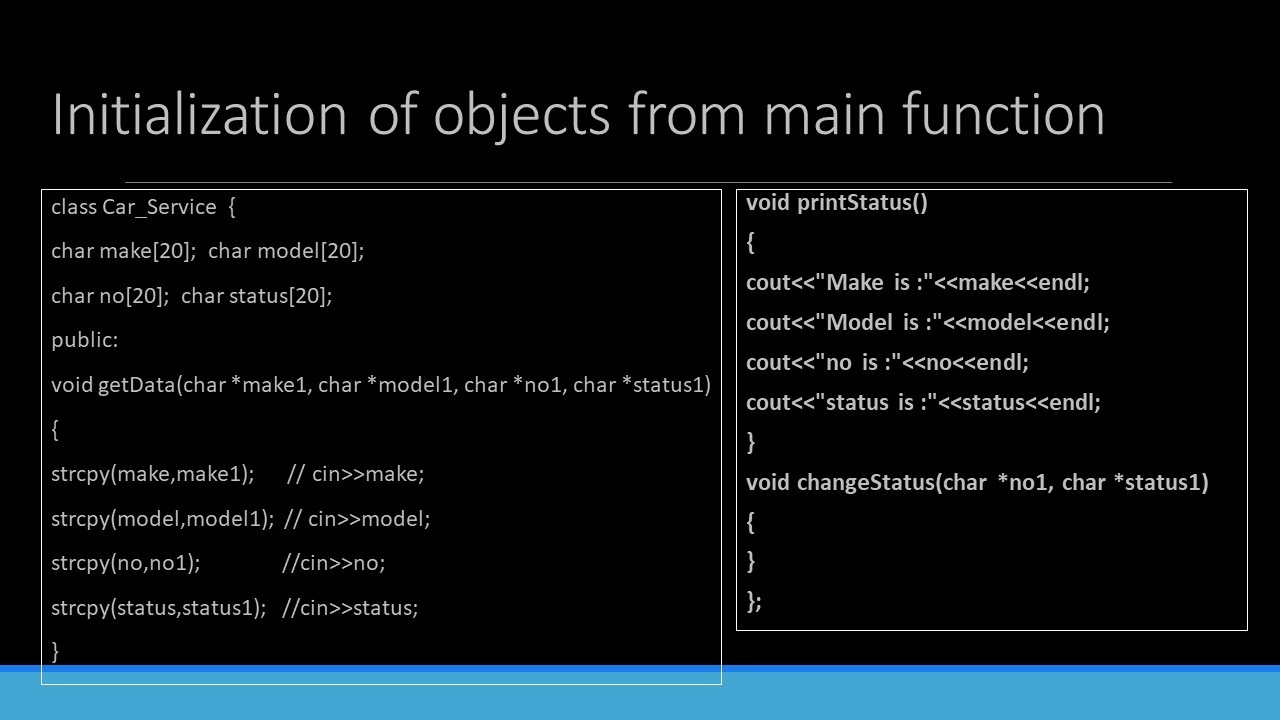 Initialization of objects from main function
class Car_Service {
char make[20]; char model[20];
char no[20]; char status[20];
public:
void getData(char *make1, char *model1, char *no1, char *status1)
{
strcpy(make,make1); // cin>>make;
strcpy(model,model1); // cin>>model;
strcpy(no,no1); //cin>>no;
strcpy(status,status1); //cin>>status;
}
void printStatus()
{
cout<<"Make is :"<<make<<endl;
cout<<"Model is :"<<model<<endl;
cout<<"no is :"<<no<<endl;
cout<<"status is :"<<status<<endl;
}
void changeStatus(char *no1, char *status1)
{
}
};